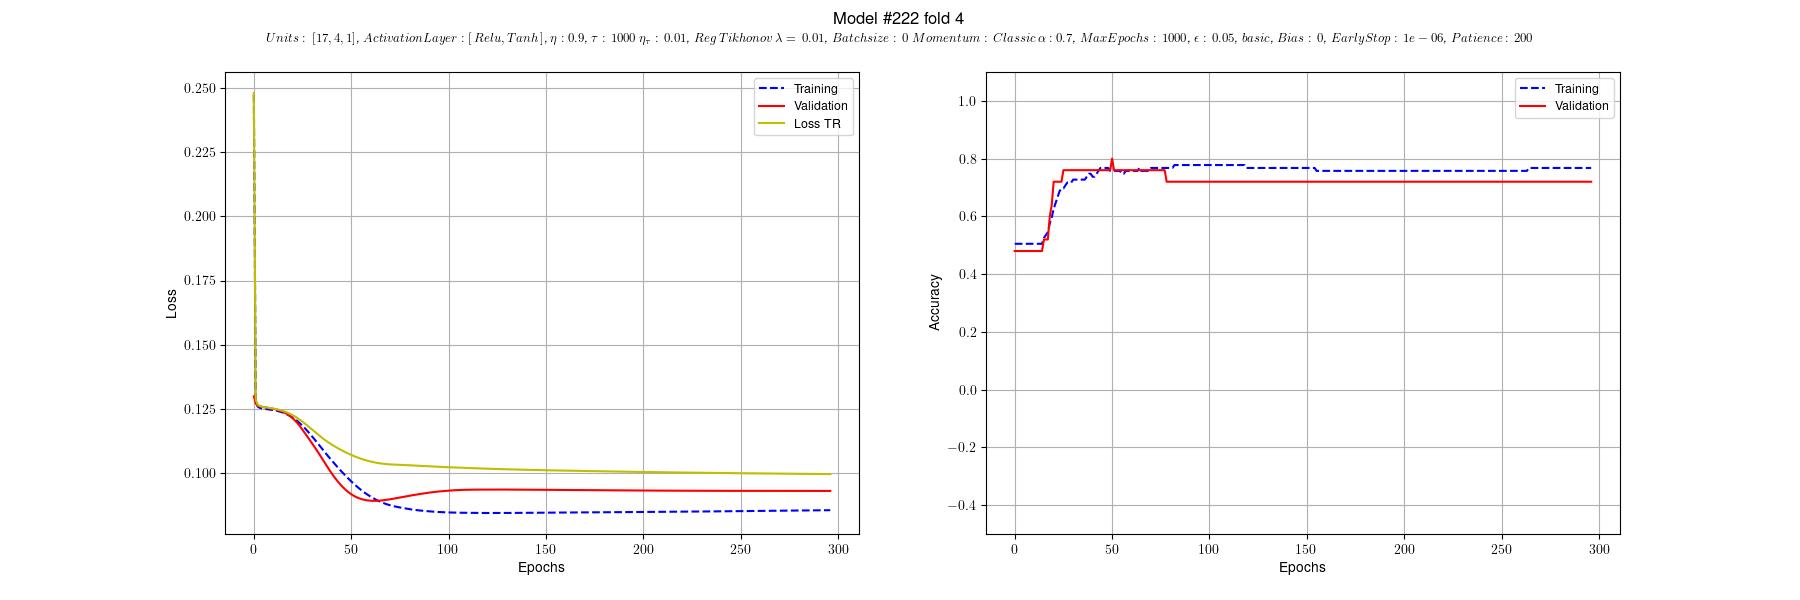 Model #222 fold 4
Units : [17, 4, 1], ActivationLayer : [ Relu, Tanh ], η : 0.9, τ : 1000 ητ : 0.01, Reg Tikhonov λ = 0.01, Batchsize : 0 Momentum : Classic α : 0.7, MaxEpochs : 1000, ϵ : 0.05, basic, Bias : 0, EarlyStop : 1e − 06, Patience : 200
0.250
0.225
0.200
0.175
0.150
0.125
0.100
Loss
0 50 100 150 200 250 300
Epochs
Training
Validation
Loss TR
1.0
0.8
0.6
0.4
0.2
0.0
−0.2
−0.4
Accuracy
0 50 100 150 200 250 300
Epochs
Training
Validation